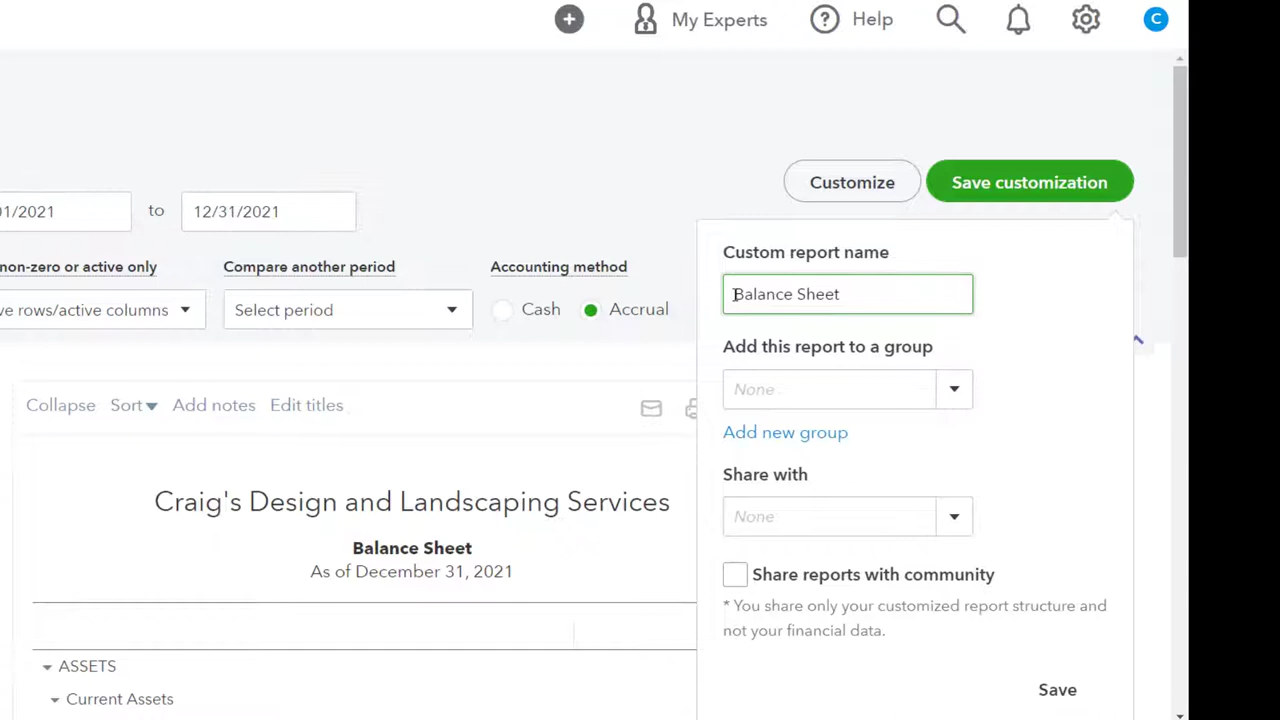 My Experts
Help
C
Customize
Save customization
01/2021 to 12/31/2021
non-zero or active only
Compare another period
Accounting method
ve rows/active columns
Select period
Cash
Accrual
Custom report name
Balance Sheet
Add this report to a group
None
Add new group
Share with
None
Share reports with community
* You share only your customized report structure and
not your financial data.
Save
Collapse Sort Add notes Edit titles
Craig's Design and Landscaping Services
Balance Sheet
As of December 31, 2021
ASSETS
Current Assets